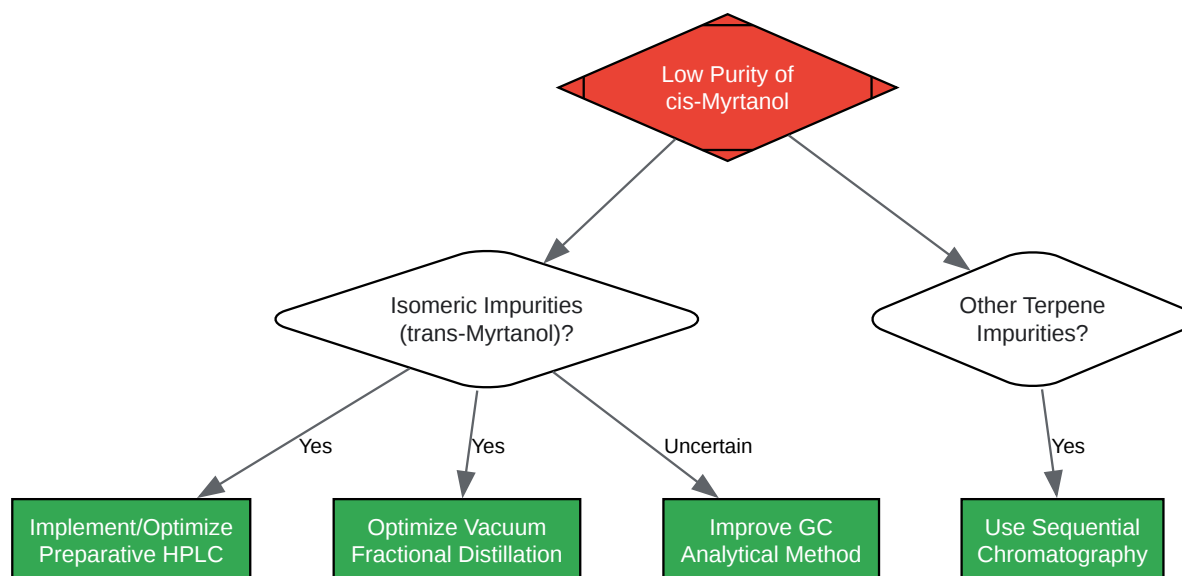 Low Purity of
cis-Myrtanol
Isomeric Impurities
(trans-Myrtanol)?
Other Terpene
Impurities?
Yes
Yes
Uncertain
Yes
Implement/Optimize
Preparative HPLC
Optimize Vacuum
Fractional Distillation
Improve GC
Analytical Method
Use Sequential
Chromatography